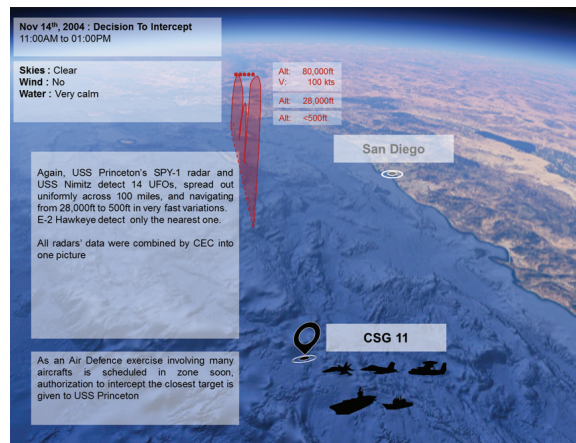 Nov 14th, 2004 : Decision To Intercept
11:00AM to 01:00PM
Skies : Clear
Wind : No
Water : Very calm
Alt: 80,000ft
V: 100 kts
Alt: 28,000ft
Alt: <500ft
San Diego
Again, USS Princeton's SPY-1 radar and
USS Nimitz detect 14 UFOs, spread out
uniformly across 100 miles, and navigating
from 28,000ft to 500ft in very fast variations.
E-2 Hawkeye detect only the nearest one.
All radars' data were combined by CEC into
one picture
CSG 11
As an Air Defence exercise involving many
aircrafts is scheduled in zone soon,
authorization to intercept the closest target is
given to USS Princeton